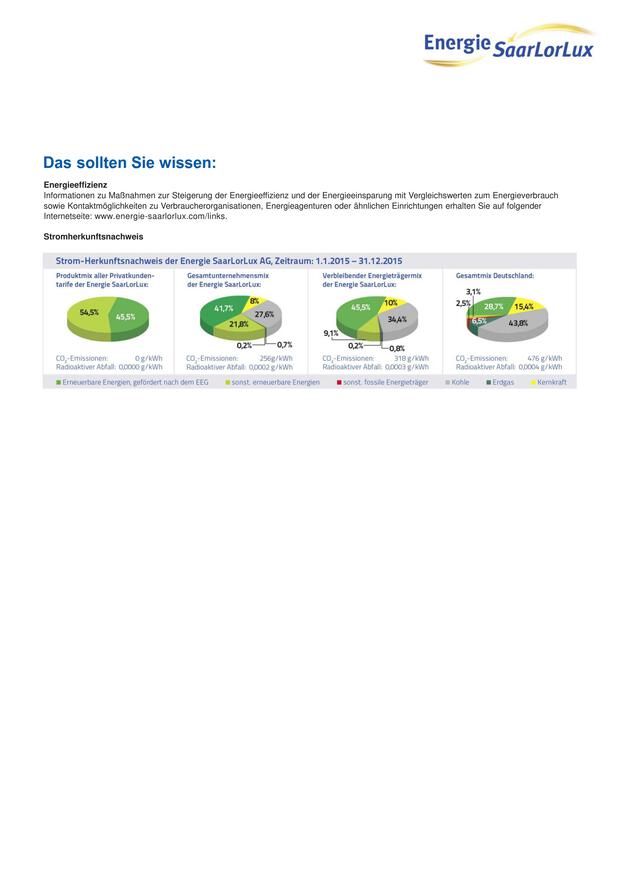 Energie SaarLorLux
Das sollten Sie wissen:
Energieeffizienz
Informationen zu Maßnahmen zur Steigerung der Energieeffizienz und der Energieeinsparung mit Vergleichswerten zum Energieverbrauch
sowie Kontaktmöglichkeiten zu Verbraucherorganisationen, Energieagenturen oder ähnlichen Einrichtungen erhalten Sie auf folgender
Internetseite: www.energie-saarlorlux.com/links.
Stromherkunftsnachweis
Strom-Herkunftsnachweis der Energie SaarLorLux AG, Zeitraum: 1.1.2015 – 31.12.2015
Produktmix aller Privatkunden-
tarife der Energie SaarLorLux:
54,5%
45,5%
CO₂-Emissionen: 0 g/kWh
Radioaktiver Abfall: 0,0000 g/kWh
Gesamtunternehmensmix
der Energie SaarLorLux:
41,7%
8%
27,6%
21,8%
0,2%
0,7%
CO₂-Emissionen: 256g/kWh
Radioaktiver Abfall: 0,0002 g/kWh
Verbleibender Energieträgermix
der Energie SaarLorLux:
45,5%
10%
34,4%
9,1%
0,2%
0,8%
CO₂-Emissionen: 318 g/kWh
Radioaktiver Abfall: 0,0003 g/kWh
Gesamtmix Deutschland:
3,1%
2,5%
28,7%
15,4%
6,5%
43,8%
CO₂-Emissionen: 476 g/kWh
Radioaktiver Abfall: 0,0004 g/kWh
Erneuerbare Energien, gefördert nach dem EEG sonst. erneuerbare Energien sonst. fossile Energieträger Kohle Erdgas Kernkraft